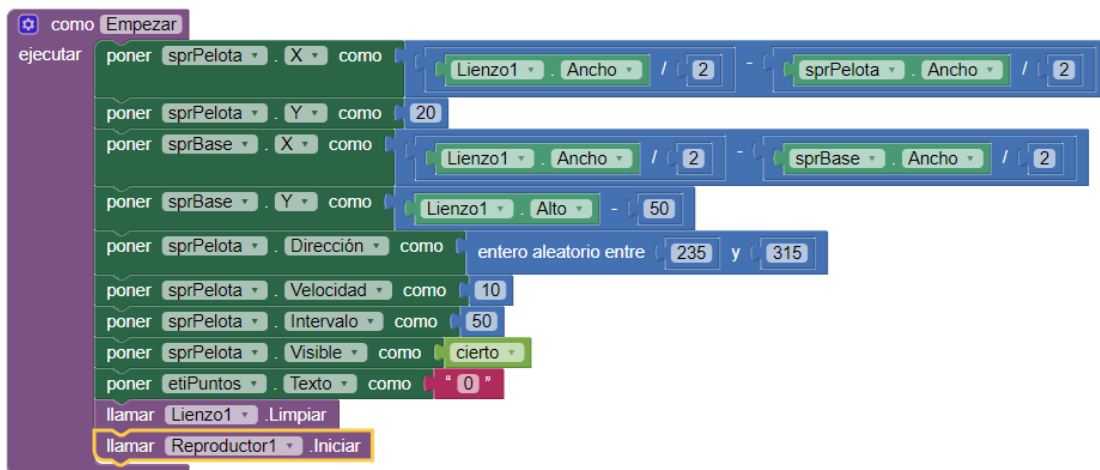 como Empezar
ejecutar poner sprPelota . X como Lienzo1 . Ancho / 2 - sprPelota . Ancho / 2
poner sprPelota . Y como 20
poner sprBase . X como Lienzo1 . Ancho / 2 - sprBase . Ancho / 2
poner sprBase . Y como Lienzo1 . Alto - 50
poner sprPelota . Dirección como entero aleatorio entre 235 y 315
poner sprPelota . Velocidad como 10
poner sprPelota . Intervalo como 50
poner sprPelota . Visible como cierto
poner etiPuntos . Texto como " 0 "
llamar Lienzo1 .Limpiar
llamar Reproductor1 .Iniciar